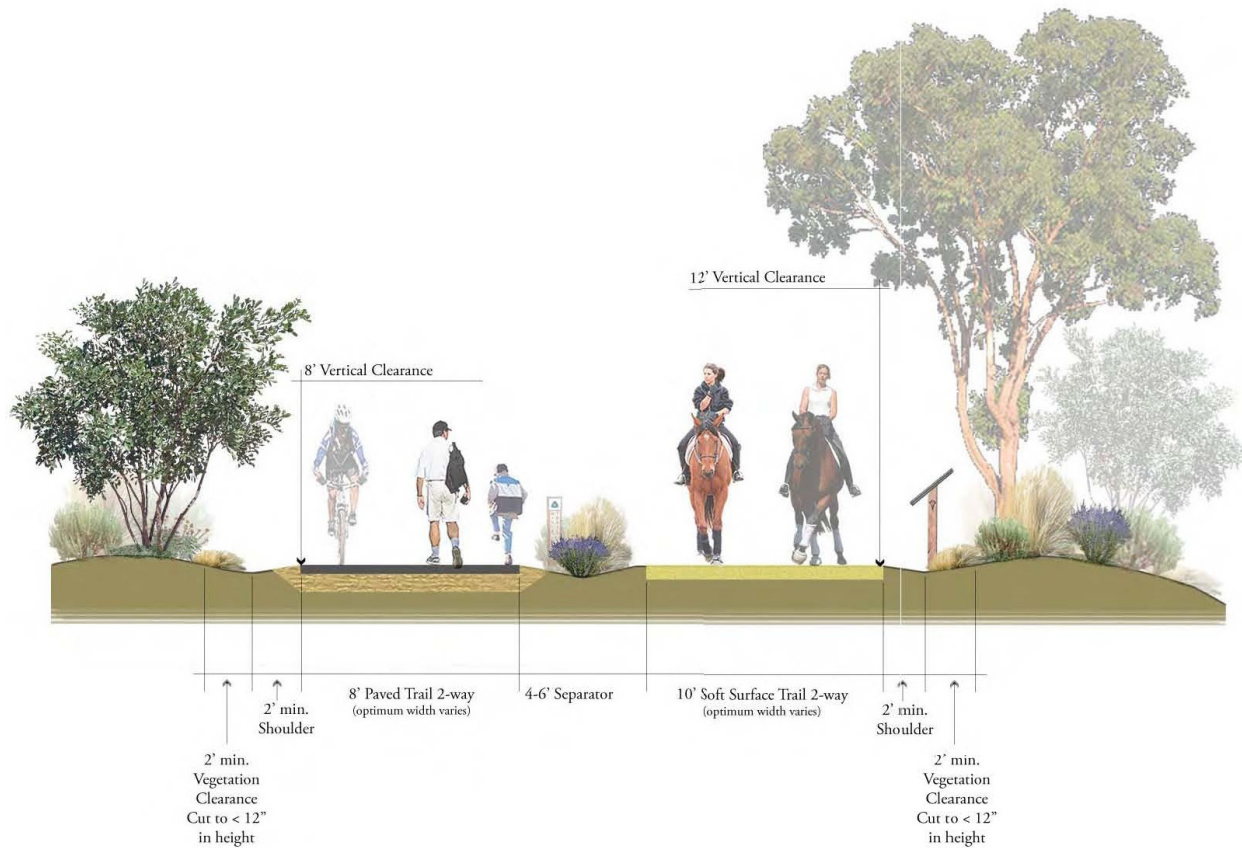 12’ Vertical Clearance
8’ Vertical Clearance
8’ Paved Trail 2-way
(optimum width varies)
4-6’ Separator
10’ Soft Surface Trail 2-way
(optimum width varies)
2’ min.
Shoulder
2’ min.
Shoulder
2’ min.
Vegetation
Clearance
Cut to < 12”
in height
2’ min.
Vegetation
Clearance
Cut to < 12”
in height